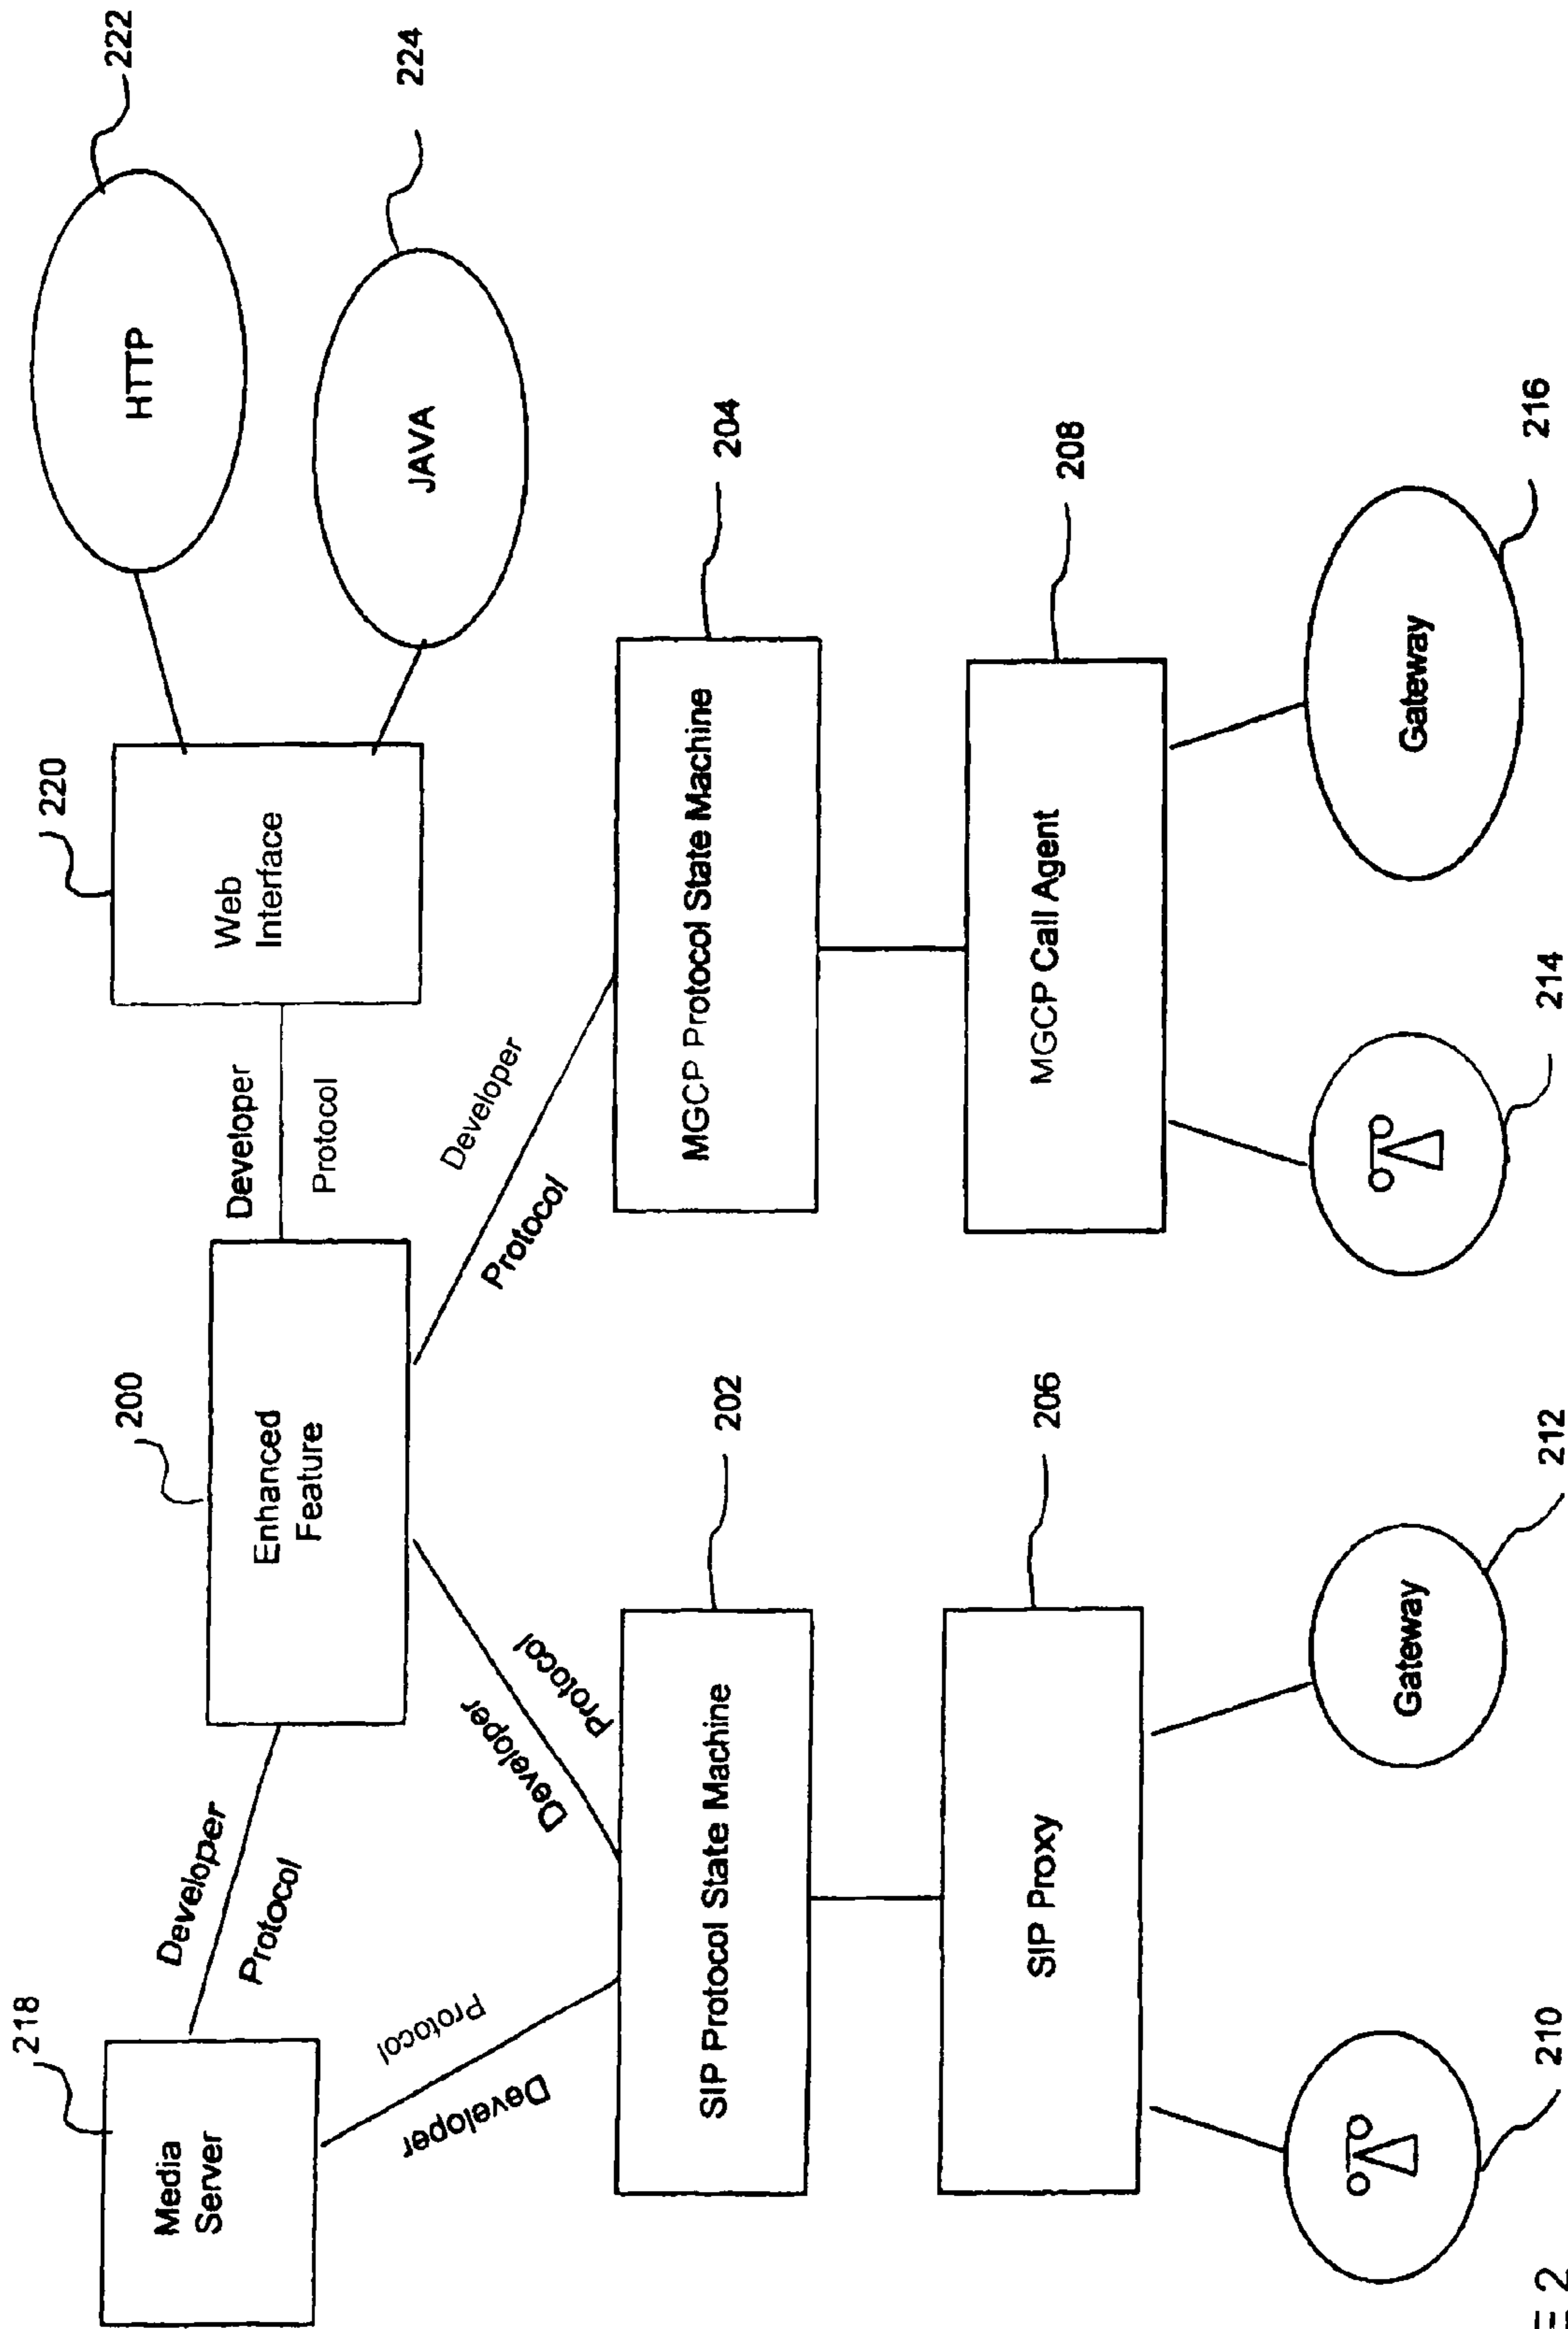 222
HTTP
224
JAVA
220
Web
Interface
Developer
Protocol
200
Enhanced
Feature
Developer
Protocol
218
Media
Server
Developer
Protocol
Developer
Protocol
Developer
Protocol
204
MGCP Protocol State Machine
202
SIP Protocol State Machine
208
MGCP Call Agent
206
SIP Proxy
216
Gateway
214
212
Gateway
210
2